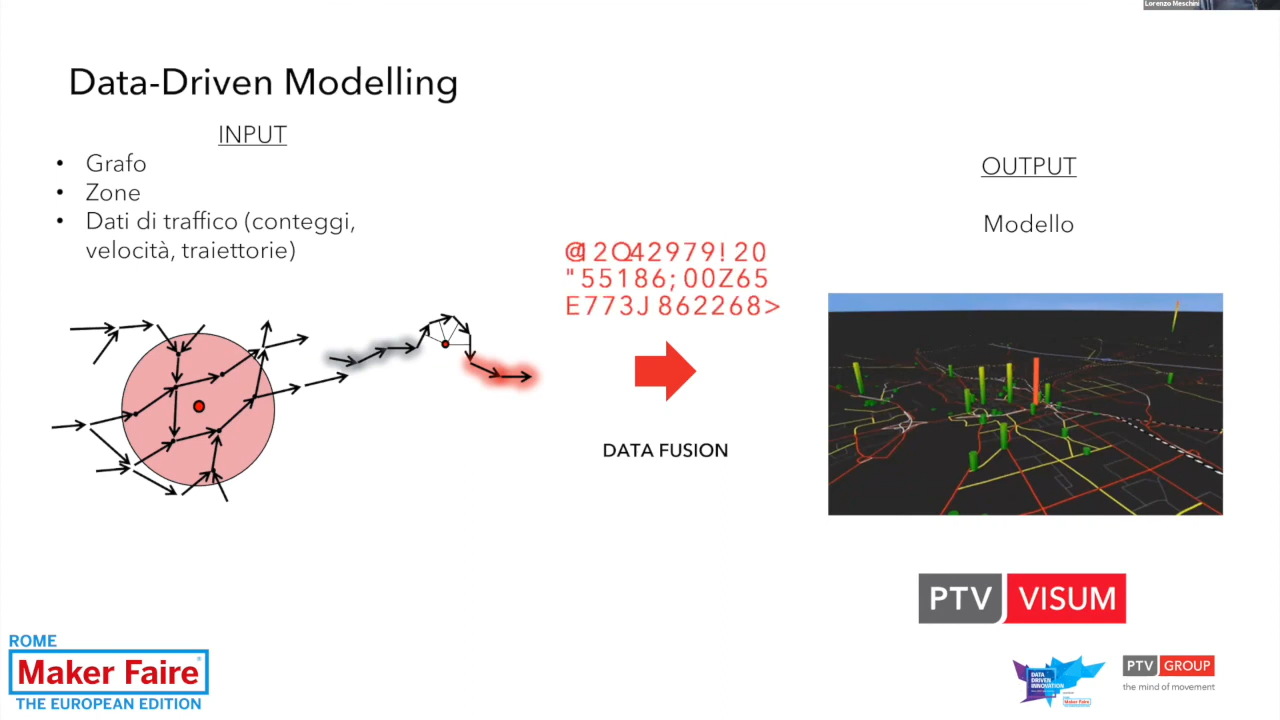 Lorenzo Meschini
Data-Driven Modelling
INPUT
• Grafo
• Zone
• Dati di traffico (conteggi,
velocità, traiettorie)
@12Q42979!20
"55186;00Z65
E773J862268>
DATA FUSION
OUTPUT
Modello
PTV VISUM
ROME
Maker Faire
THE EUROPEAN EDITION
DATA
DRIVEN
INNOVATION
Maker Faire
PTV GROUP
the mind of movement